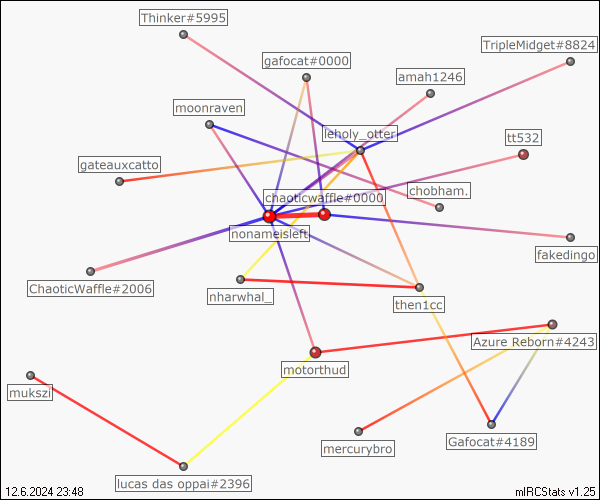 Thinker#5995
TripleMidget#8824
gafocat#0000
amah1246
moonraven
leholy_otter
tt532
gateauxcatto
chaoticwaffle#0000
chobham.
nonameisleft
fakedingo
ChaoticWaffle#2006
nharwhal_
then1cc
Azure Reborn#4243
motorthud
mukszi
Gafocat#4189
mercurybro
lucas das oppai#2396
12.6.2024 23:48
mIRCStats v1.25